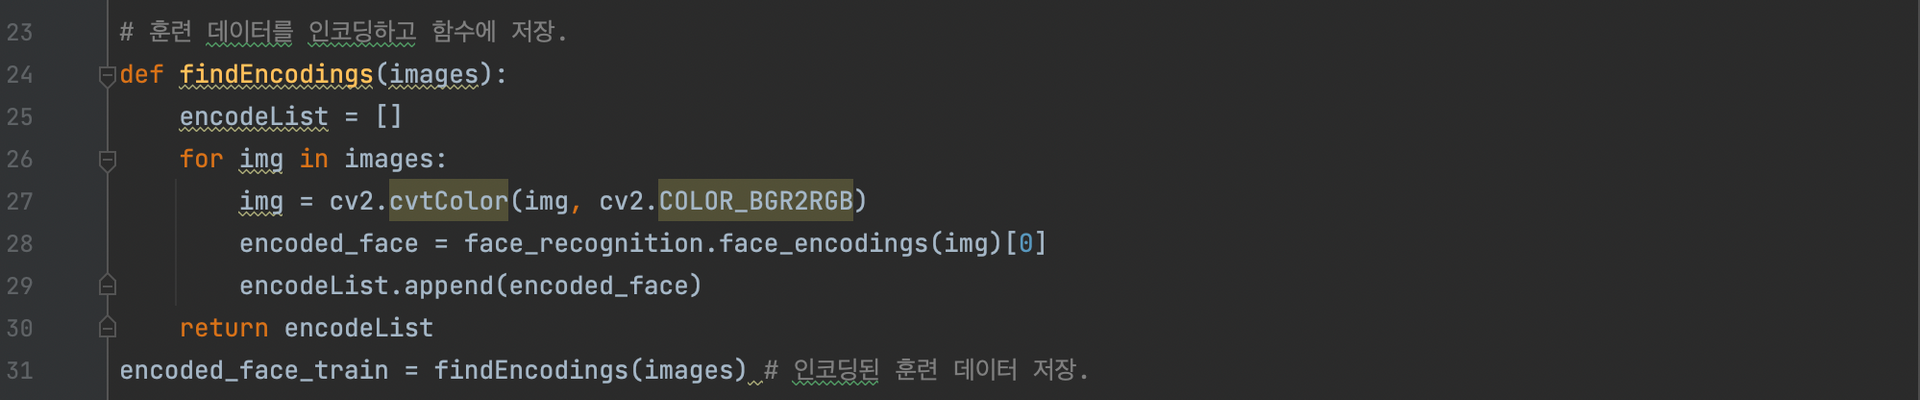 23 # 훈련 데이터를 인코딩하고 함수에 저장.
24 def findEncodings(images):
25     encodeList = []
26     for img in images:
27         img = cv2.cvtColor(img, cv2.COLOR_BGR2RGB)
28         encoded_face = face_recognition.face_encodings(img)[0]
29         encodeList.append(encoded_face)
30     return encodeList
31 encoded_face_train = findEncodings(images) # 인코딩된 훈련 데이터 저장.